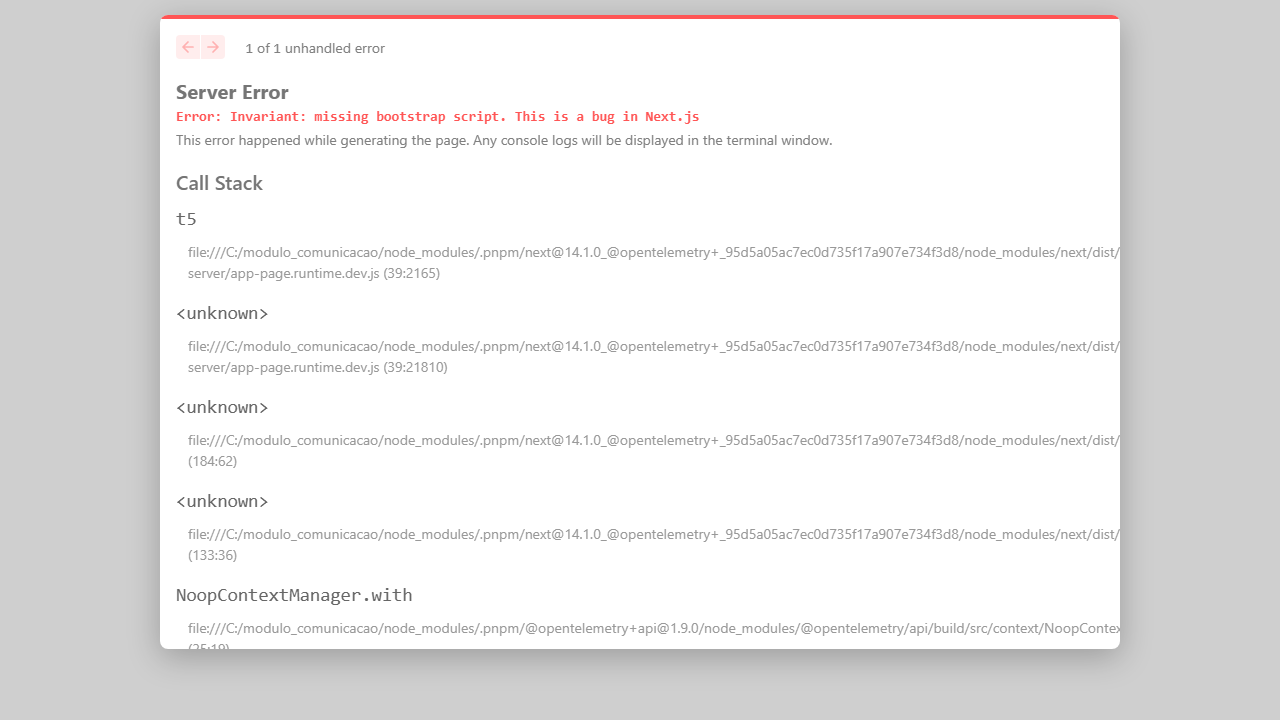 1 of 1 unhandled error
Server Error
Error: Invariant: missing bootstrap script. This is a bug in Next.js
This error happened while generating the page. Any console logs will be displayed in the terminal window.
Call Stack
t5
file:///C:/modulo_comunicacao/node_modules/.pnpm/next@14.1.0_@opentelemetry+_95d5a05ac7ec0d735f17a907e734f3d8/node_modules/next/dist/
server/app-page.runtime.dev.js (39:2165)
<unknown>
file:///C:/modulo_comunicacao/node_modules/.pnpm/next@14.1.0_@opentelemetry+_95d5a05ac7ec0d735f17a907e734f3d8/node_modules/next/dist/
server/app-page.runtime.dev.js (39:21810)
<unknown>
file:///C:/modulo_comunicacao/node_modules/.pnpm/next@14.1.0_@opentelemetry+_95d5a05ac7ec0d735f17a907e734f3d8/node_modules/next/dist/
(184:62)
<unknown>
file:///C:/modulo_comunicacao/node_modules/.pnpm/next@14.1.0_@opentelemetry+_95d5a05ac7ec0d735f17a907e734f3d8/node_modules/next/dist/
(133:36)
NoopContextManager.with
file:///C:/modulo_comunicacao/node_modules/.pnpm/@opentelemetry+api@1.9.0/node_modules/@opentelemetry/api/build/src/context/NoopContex